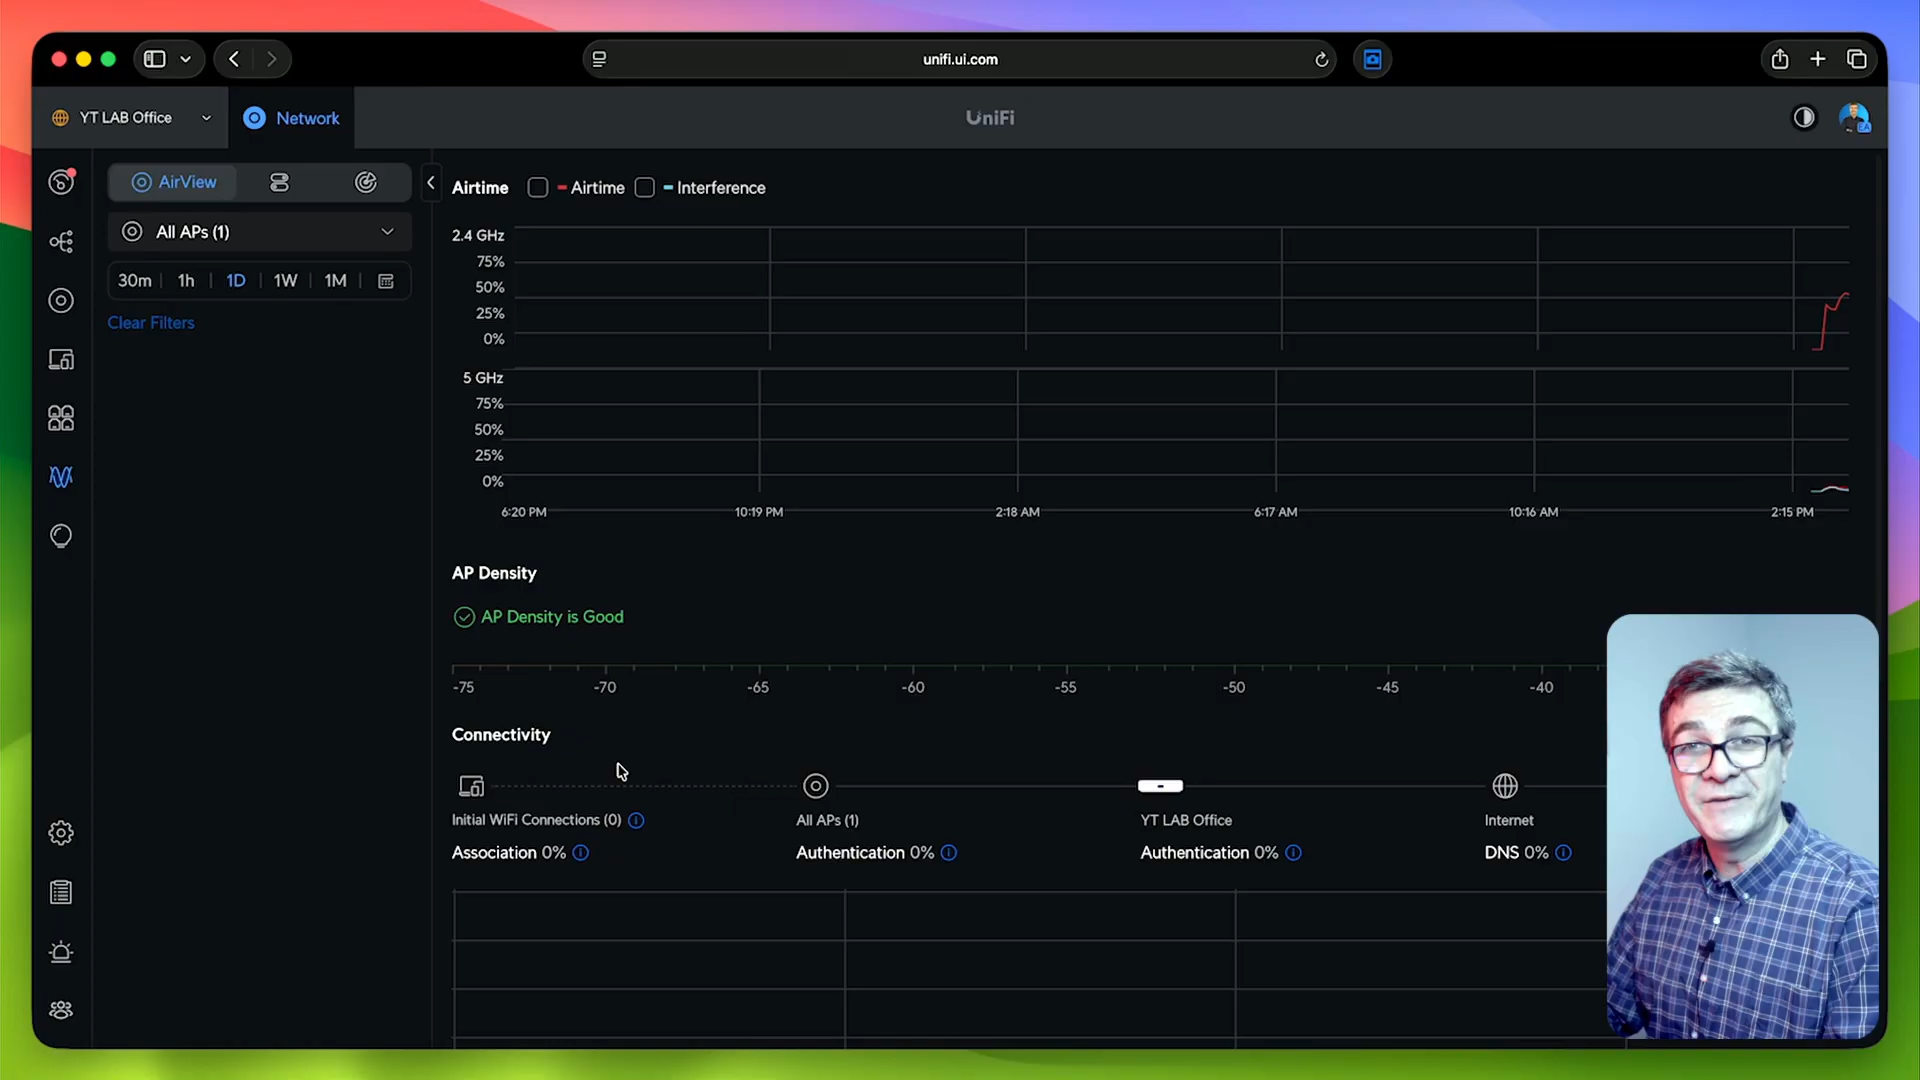 unifi.ui.com
YT LAB Office
Network
UniFi
AirView
All APs (1)
30m 1h 1D 1W 1M
Clear Filters
Airtime Airtime Interference
2.4 GHz
75%
50%
25%
0%
5 GHz
75%
50%
25%
0%
6:20 PM 10:19 PM 2:18 AM 6:17 AM 10:16 AM 2:15 PM
AP Density
AP Density is Good
-75 -70 -65 -60 -55 -50 -45 -40
Connectivity
Initial WiFi Connections (0) All APs (1) YT LAB Office Internet
Association 0% Authentication 0% Authentication 0% DNS 0%